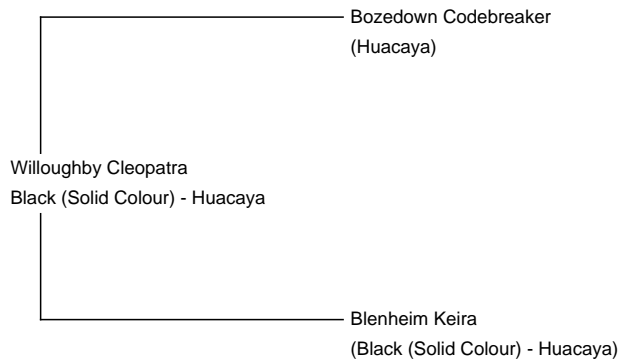 Bozedown Codebreaker
(Huacaya)
Willoughby Cleopatra
Black (Solid Colour) - Huacaya
Blenheim Keira
(Black (Solid Colour) - Huacaya)